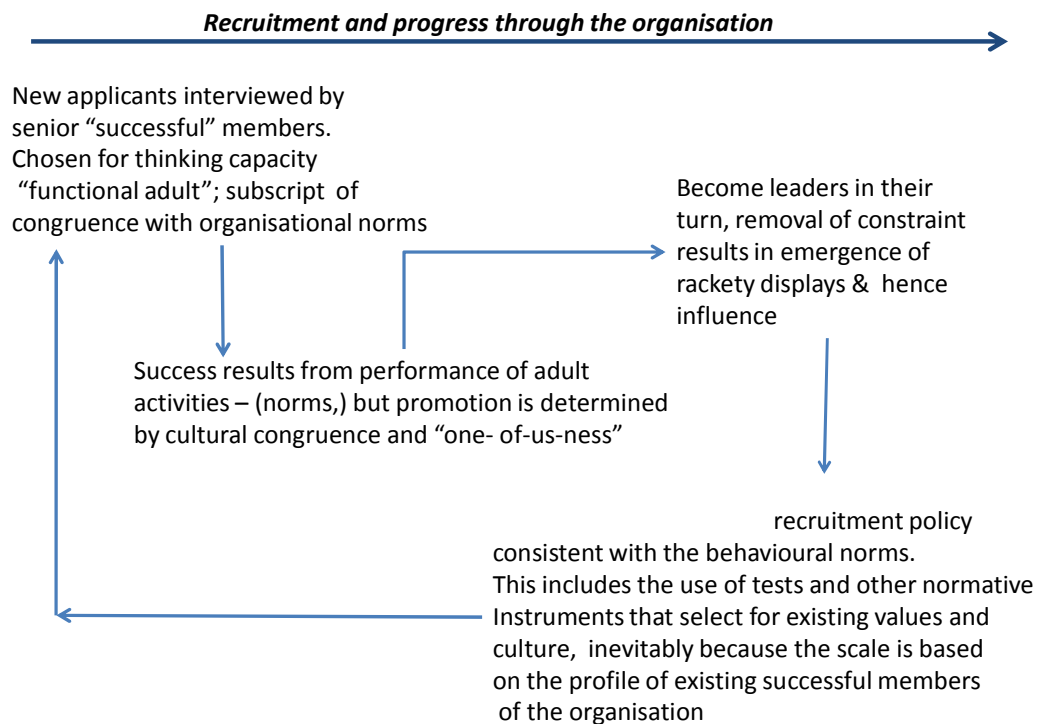 Recruitment and progress through the organisation
New applicants interviewed by
senior “successful” members.
Chosen for thinking capacity
“functional adult”; subscript of
congruence with organisational norms
Success results from performance of adult
activities – (norms,) but promotion is determined
by cultural congruence and “one- of-us-ness”
Become leaders in their
turn, removal of constraint
results in emergence of
rackety displays & hence
influence
recruitment policy
consistent with the behavioural norms.
This includes the use of tests and other normative
Instruments that select for existing values and
culture, inevitably because the scale is based
on the profile of existing successful members
of the organisation